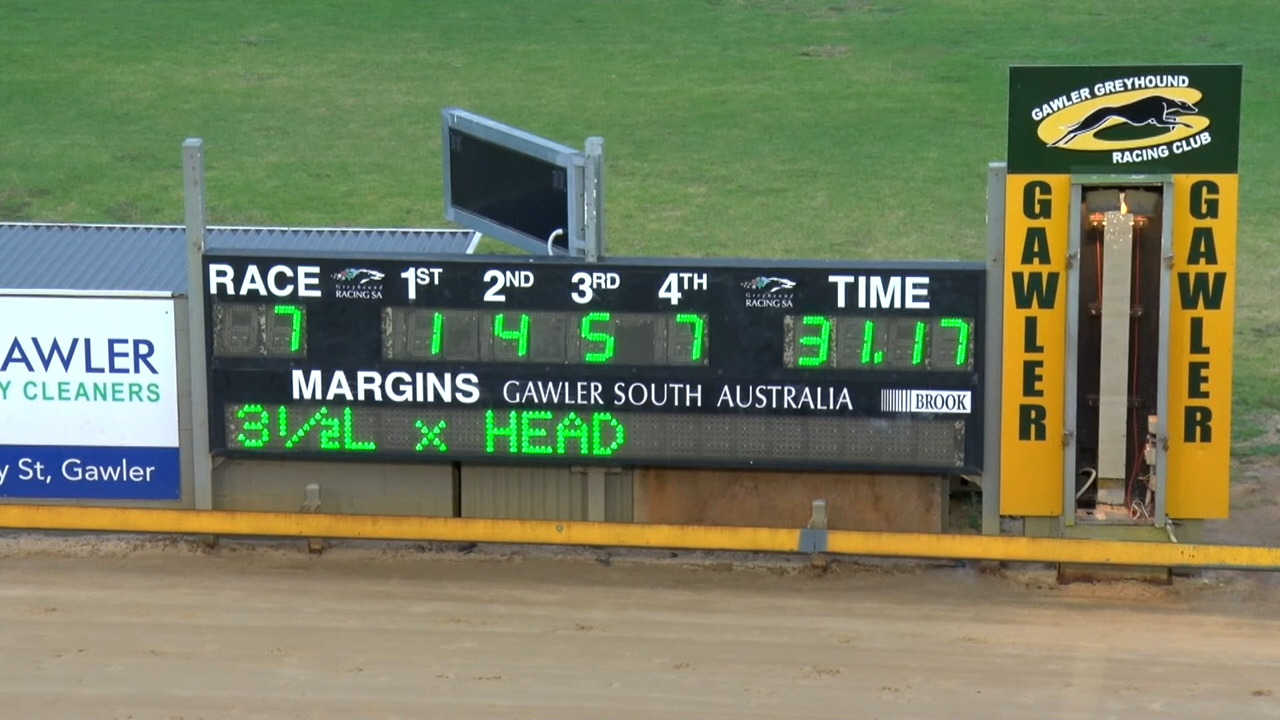 GAWLER GREYHOUND
RACING CLUB
GAWLER
GAWLER
RACE
Greyhound
RACING SA
1ST 2ND 3RD 4TH
Greyhound
RACING SA
TIME
7 1 4 5 7 31.17
MARGINS GAWLER SOUTH AUSTRALIA BROOK
3½L x HEAD
AWLER
Y CLEANERS
y St, Gawler